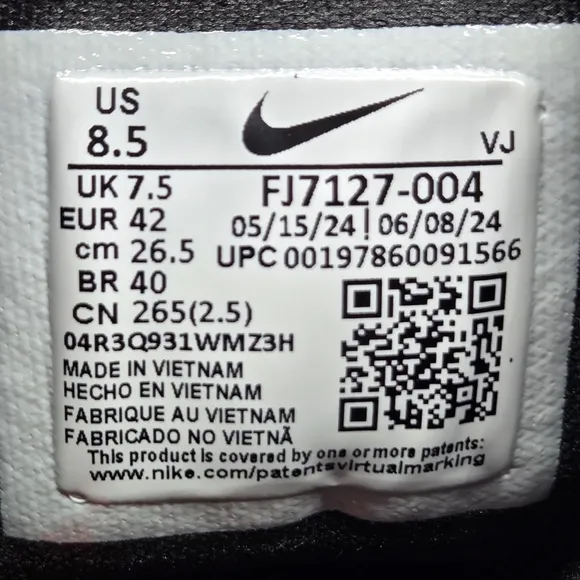 US
8.5
VJ
UK 7.5
FJ7127-004
EUR 42
05/15/24 | 06/08/24
cm 26.5
UPC 00197860091566
BR 40
CN 265(2.5)
04R3Q931WMZ3H
MADE IN VIETNAM
HECHO EN VIETNAM
FABRIQUE AU VIETNAM
FABRICADO NO VIETNÃ
This product is covered by one or more patents:
www.nike.com/patentsvirtualmarking